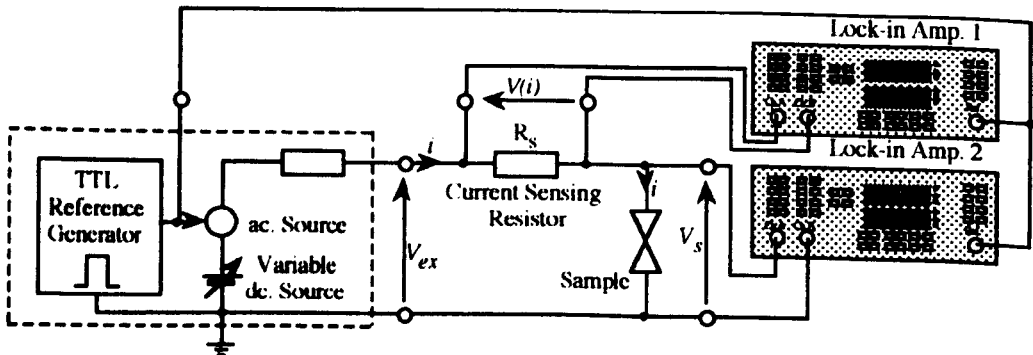 Lock-in Amp. 1
V(i)
TTL
Reference
Generator
ac. Source
Variable
dc. Source
i
R_s
Current Sensing
Resistor
V_ex
i
Sample
V_s
Lock-in Amp. 2